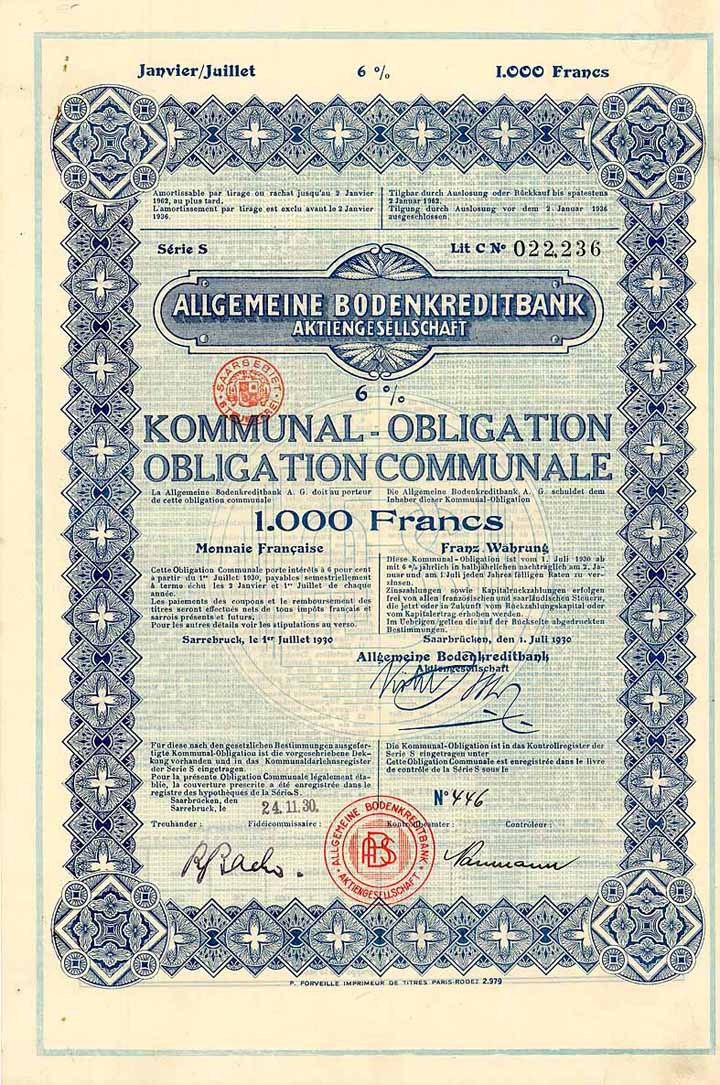 Janvier/Juillet 6 % 1.000 Francs
Amortissable par tirage ou rachat jusqu'au 2 Janvier
1962, au plus tard.
L'amortissement par tirage est exclu avant le 2 Janvier
1936.
Tilgbar durch Auslosung oder Rückkauf bis spätestens
2 Januar 1962.
Tilgung durch Auslosung vor dem 2 Januar 1936
ausgeschlossen.
Série S Lit C No 022,236
ALLGEMEINE BODENKREDITBANK
AKTIENGESELLSCHAFT
SAARGEBIET
6 %
KOMMUNAL - OBLIGATION
OBLIGATION COMMUNALE
La Allgemeine Bodenkreditbank A. G. doit au porteur
de cette obligation communale
Die Allgemeine Bodenkreditbank A. G. schuldet dem
Inhaber dieser Kommunal-Obligation
1.000 Francs
Monnaie Française
Cette Obligation Communale porte intérêts à 6 pour cent
à partir du 1er Juillet 1930, payables semestriellement
à terme échu les 2 Janvier et 1er Juillet de chaque
année.
Les paiements des coupons et le remboursement des
titres seront effectués nets de tous impôts français et
sarrois présents et futurs.
Pour les autres détails voir les stipulations au verso.
Sarrebruck, le 1er Juillet 1930
Franz. Währung
Diese Kommunal-Obligation ist vom 1. Juli 1930 ab
mit 6 % jährlich in halbjährlichen nachträglich am 2. Ja-
nuar und am 1 Juli jeden Jahres fälligen Raten zu ver-
zinsen.
Zinszahlungen sowie Kapitalrückzahlungen erfolgen
frei von allen französischen und saarländischen Steuern,
die jetzt oder in Zukunft vom Rückzahlungskapital oder
vom Kapitalertrag erhoben werden.
Im Uebrigen gelten die auf der Rückseite abgedruckten
Bestimmungen.
Saarbrücken, den 1. Juli 1930
Allgemeine Bodenkreditbank
Aktiengesellschaft
Für diese nach den gesetzlichen Bestimmungen ausgefer-
tigte Kommunal-Obligation ist die vorgeschriebene Dek-
kung vorhanden und in das Kommunaldarlehnsregister
der Serie S eingetragen.
Pour la présente Obligation Communale légalement éta-
blie, la couverture prescrite a été enregistrée dans le
registre des hypothèques de la Série S.
Saarbrücken, den
Sarrebruck, le 24.11.30.
Treuhänder : Fidéicommissaire :
Die Kommunal-Obligation ist in das Kontrollregister der
Serie S eingetragen unter
Cette Obligation Communale est enregistrée dans le livre
de contrôle de la Série S sous le
No 446
Kontrollbeamter : Contrôleur :
ALLGEMEINE BODENKREDITBANK
ABS
AKTIENGESELLSCHAFT
P. FORVEILLE IMPRIMEUR DE TITRES PARIS-RODEZ 2.979